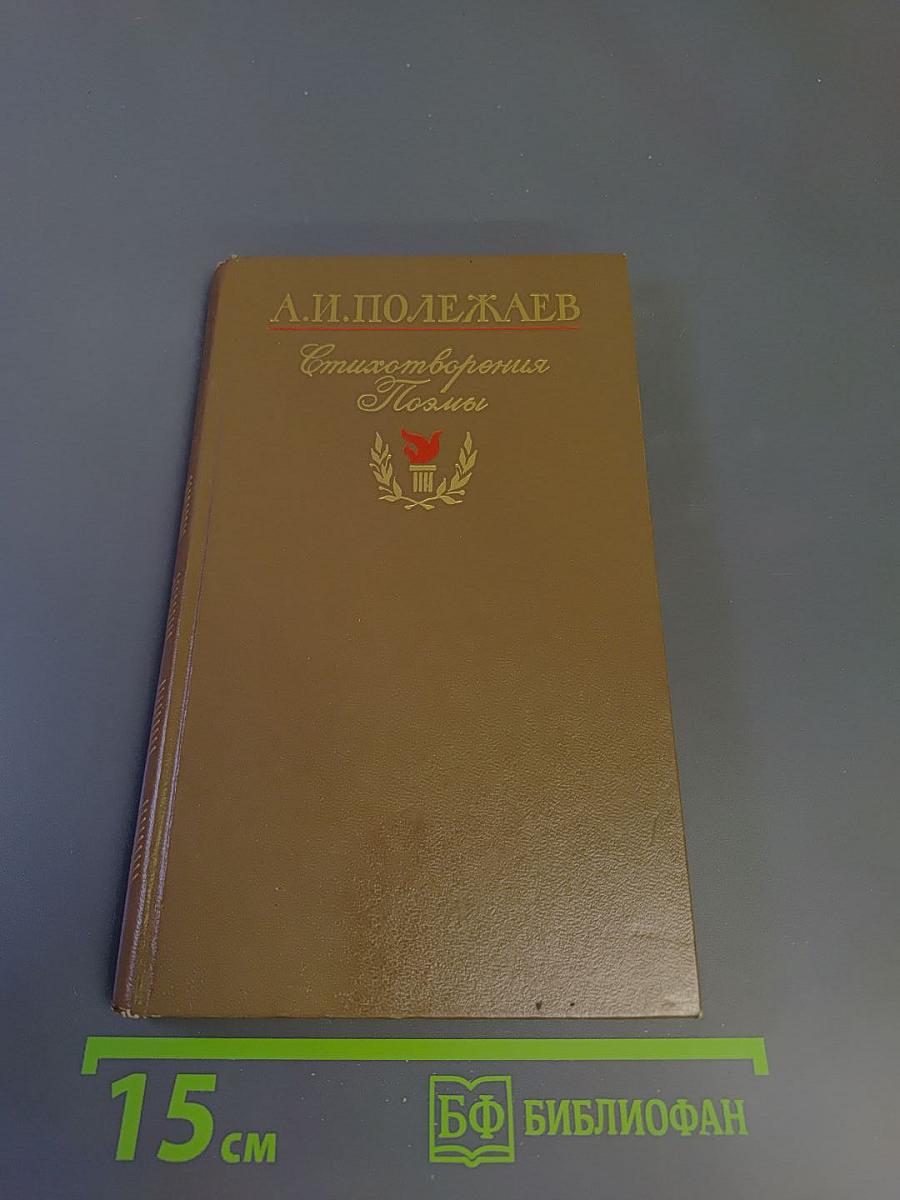 А.И.ПОЛЕЖАЕВ
Стихотворения
Поэмы
15 см
БФ БИБЛИОФАН